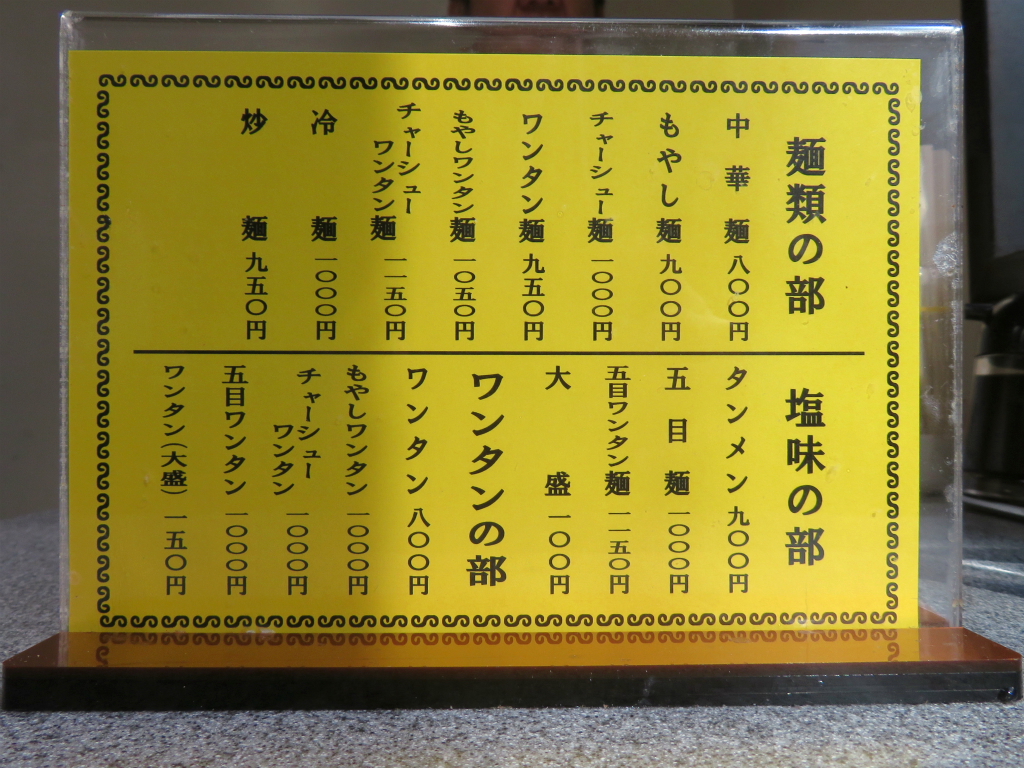 麺類の部
中華麺 八〇〇円
もやし麺 九〇〇円
チャーシュー麺 一〇〇〇円
ワンタン麺 九五〇円
もやしワンタン麺 一〇五〇円
チャーシューワンタン麺 一一五〇円
冷麺 一〇〇〇円
炒麺 九五〇円
塩味の部
タンメン 九〇〇円
五目麺 一〇〇〇円
五目ワンタン麺 一一五〇円
大盛 一〇〇円
ワンタンの部
ワンタン 八〇〇円
もやしワンタン 一〇〇〇円
チャーシューワンタン 一〇〇〇円
五目ワンタン 一〇〇〇円
ワンタン(大盛) 一五〇円